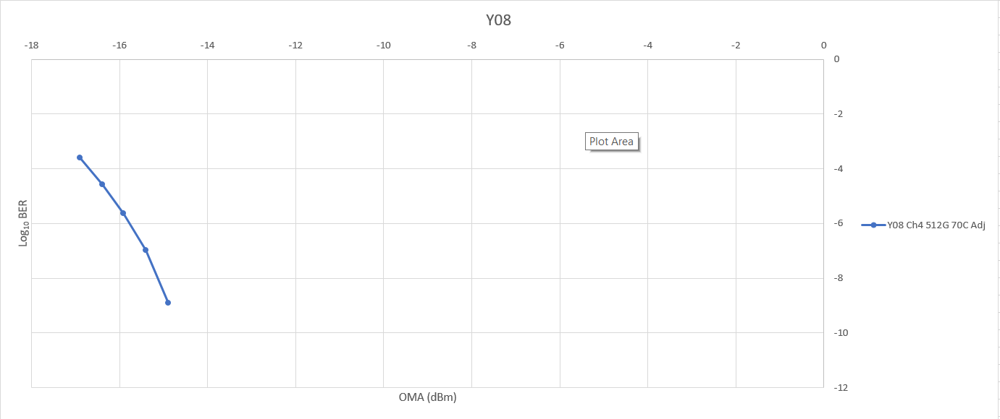 Y08
-18 -16 -14 -12 -10 -8 -6 -4 -2 0
0
-2
Plot Area
-4
Log₁₀ BER
-6
Y08 Ch4 512G 70C Adj
-8
-10
-12
OMA (dBm)